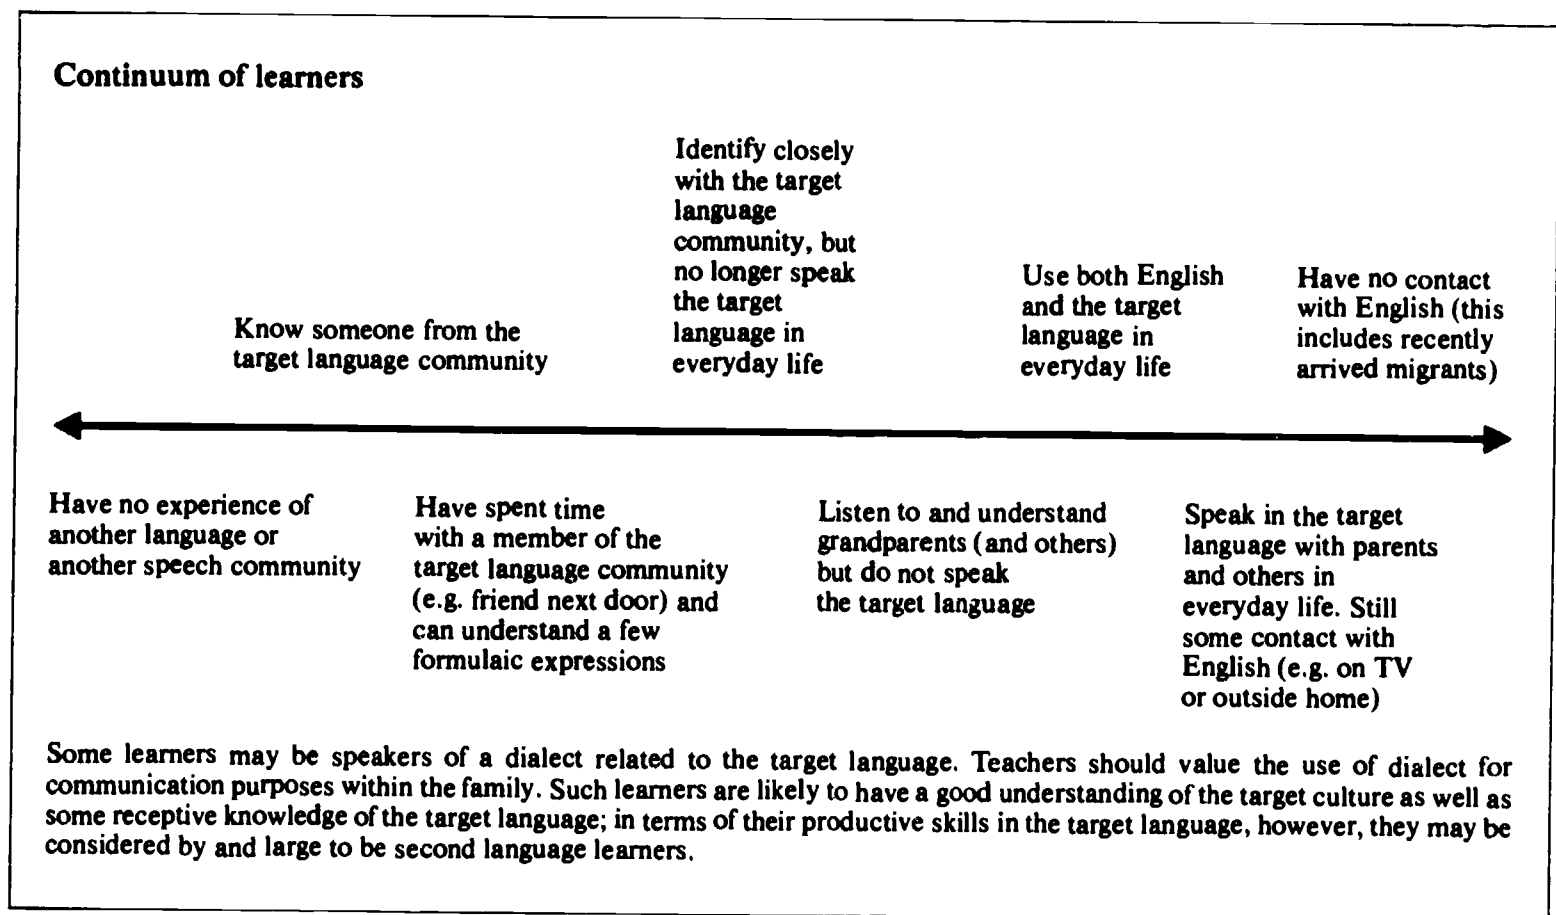 Continuum of learners
Identify closely
with the target
language
community, but
no longer speak
the target
language in
everyday life
Know someone from the
target language community
Use both English
and the target
language in
everyday life
Have no contact
with English (this
includes recently
arrived migrants)
Have no experience of
another language or
another speech community
Have spent time
with a member of the
target language community
(e.g. friend next door) and
can understand a few
formulaic expressions
Listen to and understand
grandparents (and others)
but do not speak
the target language
Speak in the target
language with parents
and others in
everyday life. Still
some contact with
English (e.g. on TV
or outside home)
Some learners may be speakers of a dialect related to the target language. Teachers should value the use of dialect for
communication purposes within the family. Such learners are likely to have a good understanding of the target culture as well as
some receptive knowledge of the target language; in terms of their productive skills in the target language, however, they may be
considered by and large to be second language learners.